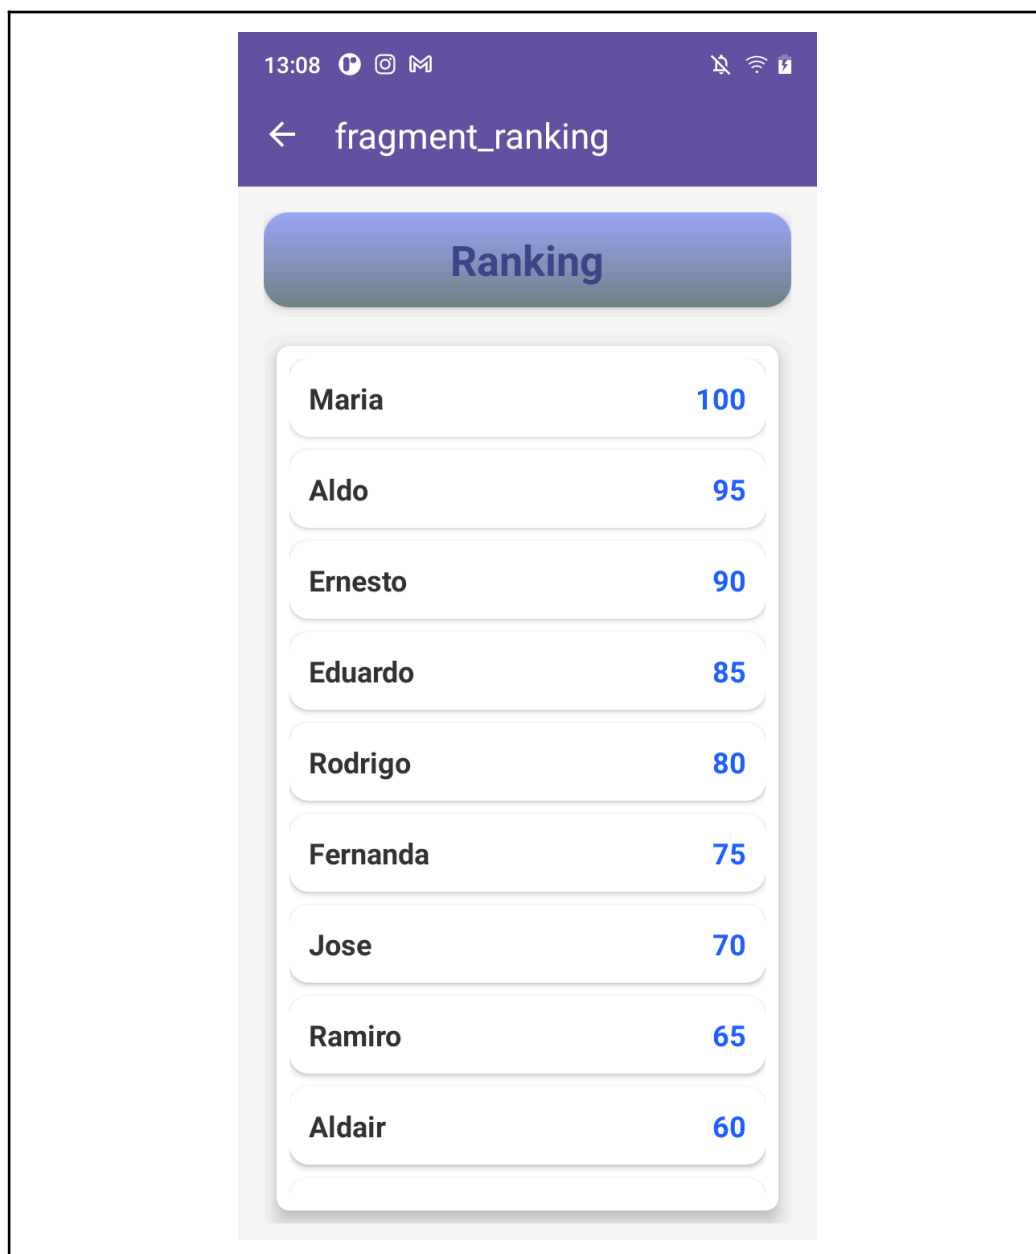 13:08
fragment_ranking
Ranking
Maria 100
Aldo 95
Ernesto 90
Eduardo 85
Rodrigo 80
Fernanda 75
Jose 70
Ramiro 65
Aldair 60